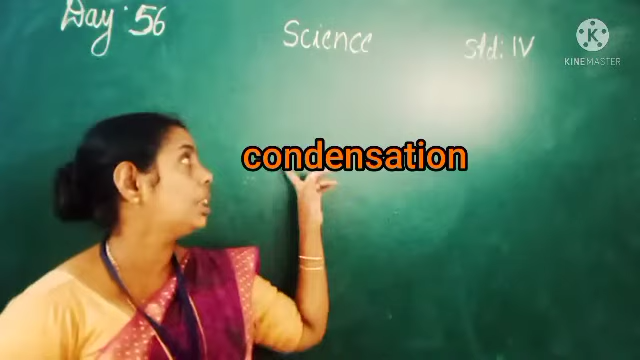 Day : 56
Science
Std: IV
K
KINEMASTER
condensation